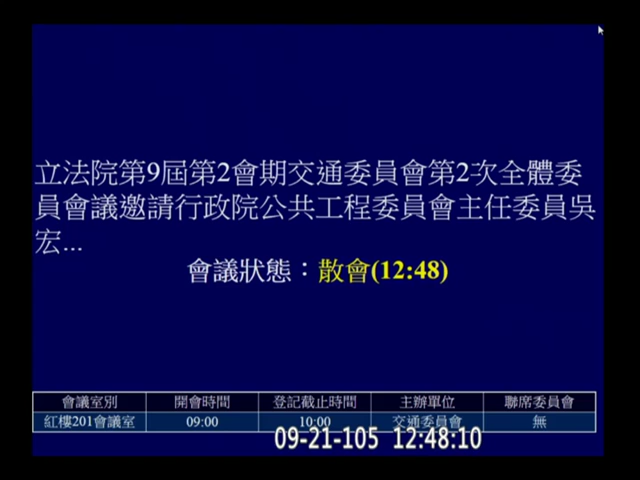 立法院第9屆第2會期交通委員會第2次全體委
員會議邀請行政院公共工程委員會主任委員吳
宏...
會議狀態：散會(12:48)
會議室別 開會時間 登記截止時間 主辦單位 聯席委員會
紅樓201會議室 09:00 10:00 交通委員會 無
09-21-105 12:48:10